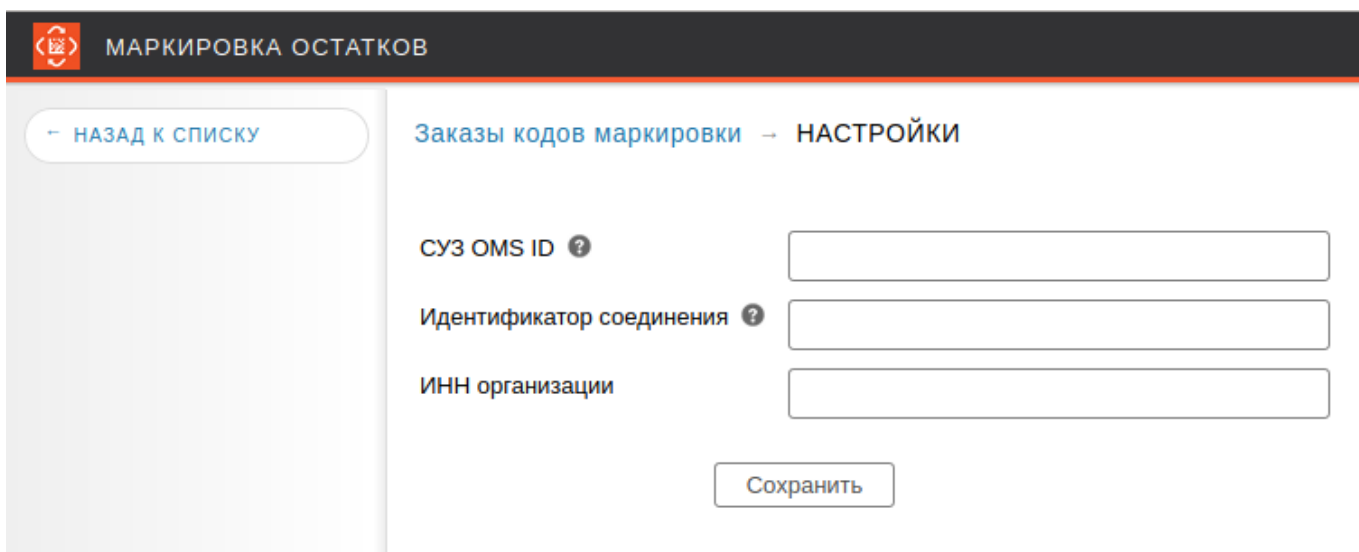 МАРКИРОВКА ОСТАТКОВ
← НАЗАД К СПИСКУ
Заказы кодов маркировки → НАСТРОЙКИ
СУЗ OMS ID ?
Идентификатор соединения ?
ИНН организации
Сохранить